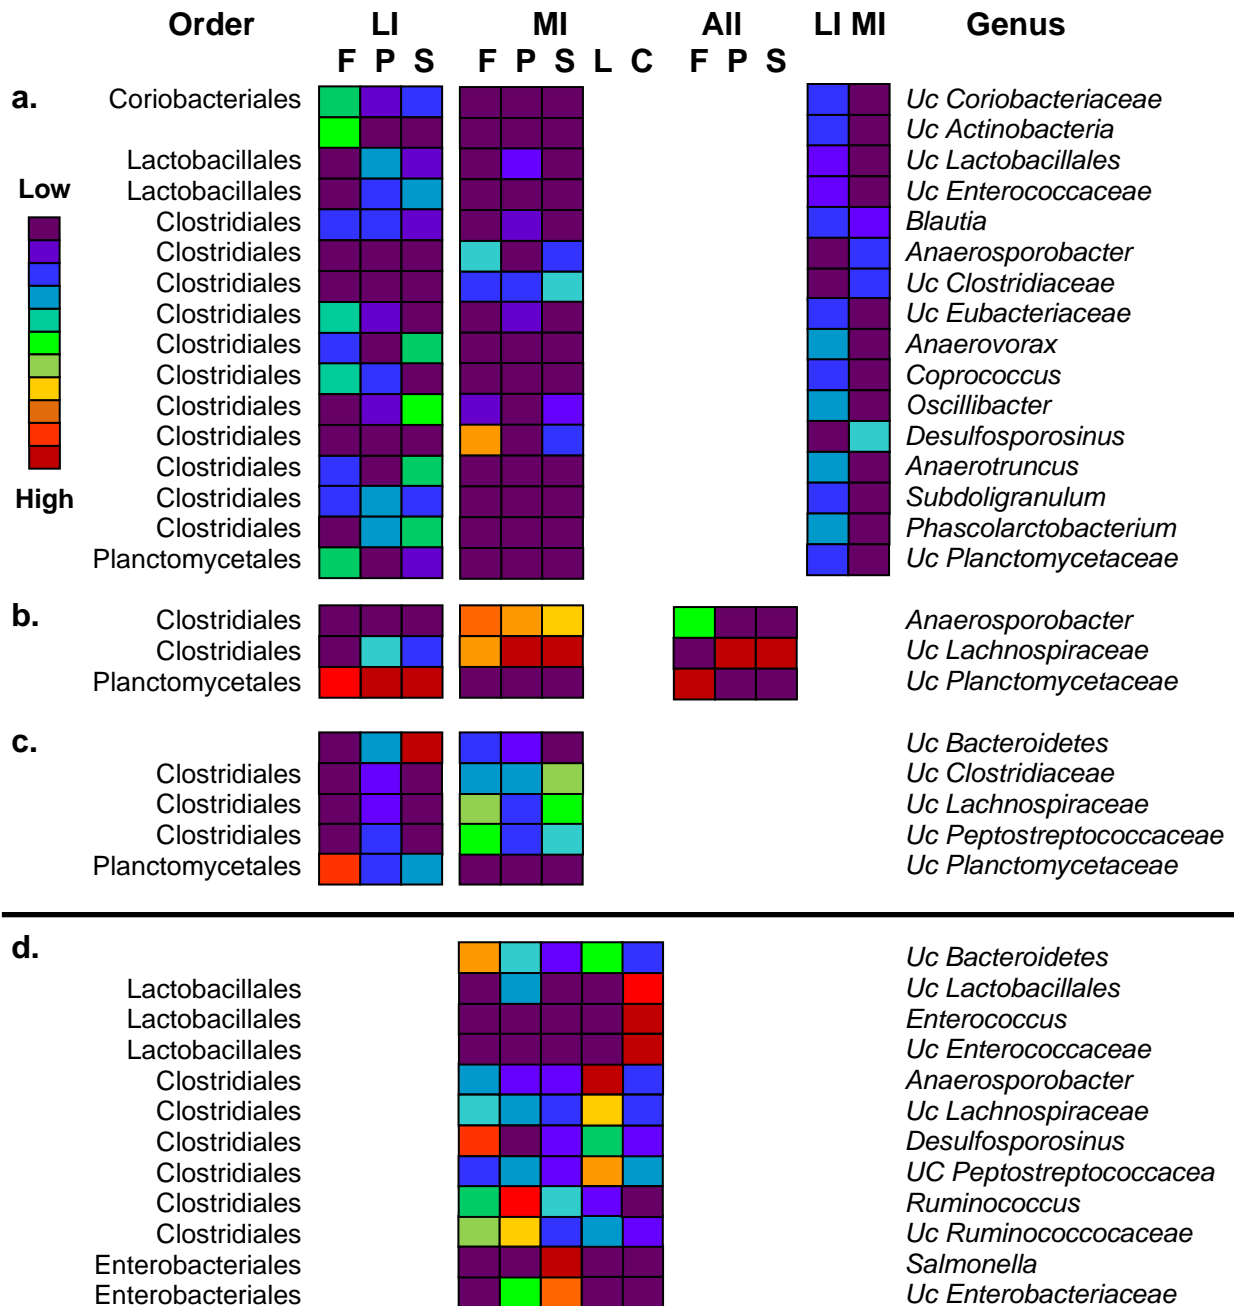 Order LI MI All LI MI Genus
F P S F P S L C F P S
a. Coriobacteriales Uc Coriobacteriaceae
Uc Actinobacteria
Lactobacillales Uc Lactobacillales
Low
Lactobacillales Uc Enterococcaceae
Clostridiales Blautia
Clostridiales Anaerosporobacter
Clostridiales Uc Clostridiaceae
Clostridiales Uc Eubacteriaceae
Clostridiales Anaerovorax
Clostridiales Coprococcus
Clostridiales Oscillibacter
Clostridiales Desulfosporosinus
Clostridiales Anaerotruncus
High
Clostridiales Subdoligranulum
Clostridiales Phascolarctobacterium
Planctomycetales Uc Planctomycetaceae
b. Clostridiales Anaerosporobacter
Clostridiales Uc Lachnospiraceae
Planctomycetales Uc Planctomycetaceae
c. Uc Bacteroidetes
Clostridiales Uc Clostridiaceae
Clostridiales Uc Lachnospiraceae
Clostridiales Uc Peptostreptococcaceae
Planctomycetales Uc Planctomycetaceae
d. Uc Bacteroidetes
Lactobacillales Uc Lactobacillales
Lactobacillales Enterococcus
Lactobacillales Uc Enterococcaceae
Clostridiales Anaerosporobacter
Clostridiales Uc Lachnospiraceae
Clostridiales Desulfosporosinus
Clostridiales UC Peptostreptococcacea
Clostridiales Ruminococcus
Clostridiales Uc Ruminoccocaceae
Enterobacteriales Salmonella
Enterobacteriales Uc Enterobacteriaceae